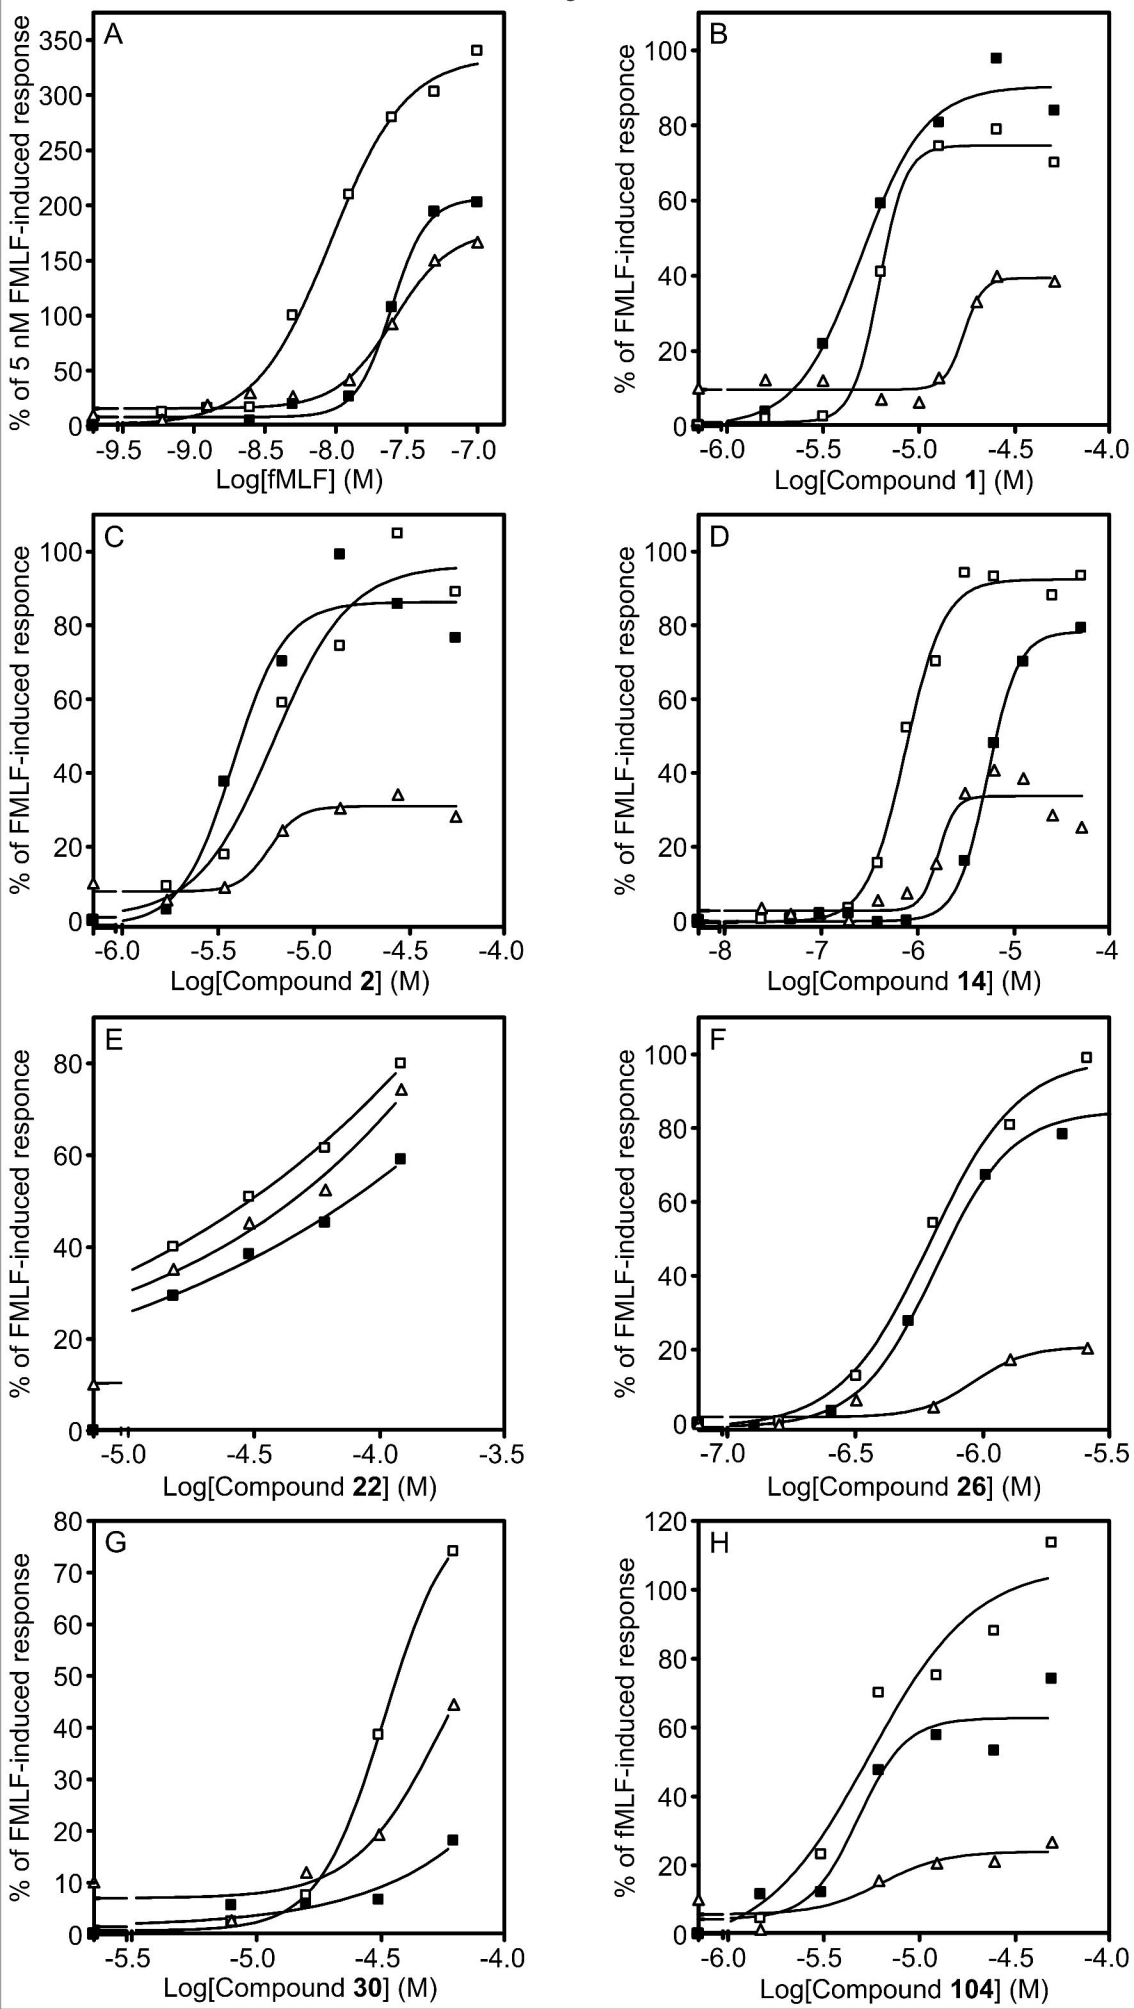 A
% of 5 nM FMLF-induced response
350
300
250
200
150
100
50
0
-9.5 -9.0 -8.5 -8.0 -7.5 -7.0
Log[fMLF] (M)
B
% of FMLF-induced responce
100
80
60
40
20
0
-6.0 -5.5 -5.0 -4.5 -4.0
Log[Compound 1] (M)
C
% of FMLF-induced responce
100
80
60
40
20
0
-6.0 -5.5 -5.0 -4.5 -4.0
Log[Compound 2] (M)
D
% of FMLF-induced responce
100
80
60
40
20
0
-8 -7 -6 -5 -4
Log[Compound 14] (M)
E
% of FMLF-induced responce
80
60
40
20
0
-5.0 -4.5 -4.0 -3.5
Log[Compound 22] (M)
F
% of FMLF-induced responce
100
80
60
40
20
0
-7.0 -6.5 -6.0 -5.5
Log[Compound 26] (M)
G
% of FMLF-induced response
80
70
60
50
40
30
20
10
0
-5.5 -5.0 -4.5 -4.0
Log[Compound 30] (M)
H
% of fMLF-induced response
120
100
80
60
40
20
0
-6.0 -5.5 -5.0 -4.5 -4.0
Log[Compound 104] (M)